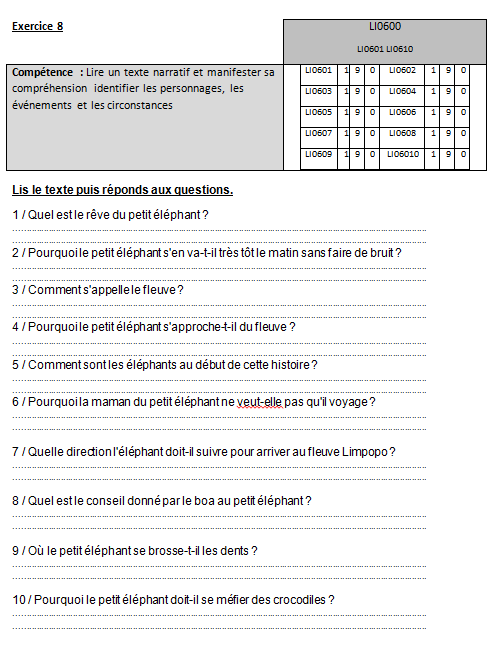 Exercice 8
LI0600
LI0601 LI0610
Compétence : Lire un texte narratif et manifester sa
compréhension identifier les personnages, les
événements et les circonstances
LI0601 1 9 0 LI0602 1 9 0
LI0603 1 9 0 LI0604 1 9 0
LI0605 1 9 0 LI0606 1 9 0
LI0607 1 9 0 LI0608 1 9 0
LI0609 1 9 0 LI06010 1 9 0
Lis le texte puis réponds aux questions.
1 / Quel est le rêve du petit éléphant ?
2 / Pourquoi le petit éléphant s'en va-t-il très tôt le matin sans faire de bruit ?
3 / Comment s'appelle le fleuve ?
4 / Pourquoi le petit éléphant s'approche-t-il du fleuve ?
5 / Comment sont les éléphants au début de cette histoire ?
6 / Pourquoi la maman du petit éléphant ne veut-elle pas qu'il voyage ?
7 / Quelle direction l'éléphant doit-il suivre pour arriver au fleuve Limpopo ?
8 / Quel est le conseil donné par le boa au petit éléphant ?
9 / Où le petit éléphant se brosse-t-il les dents ?
10 / Pourquoi le petit éléphant doit-il se méfier des crocodiles ?